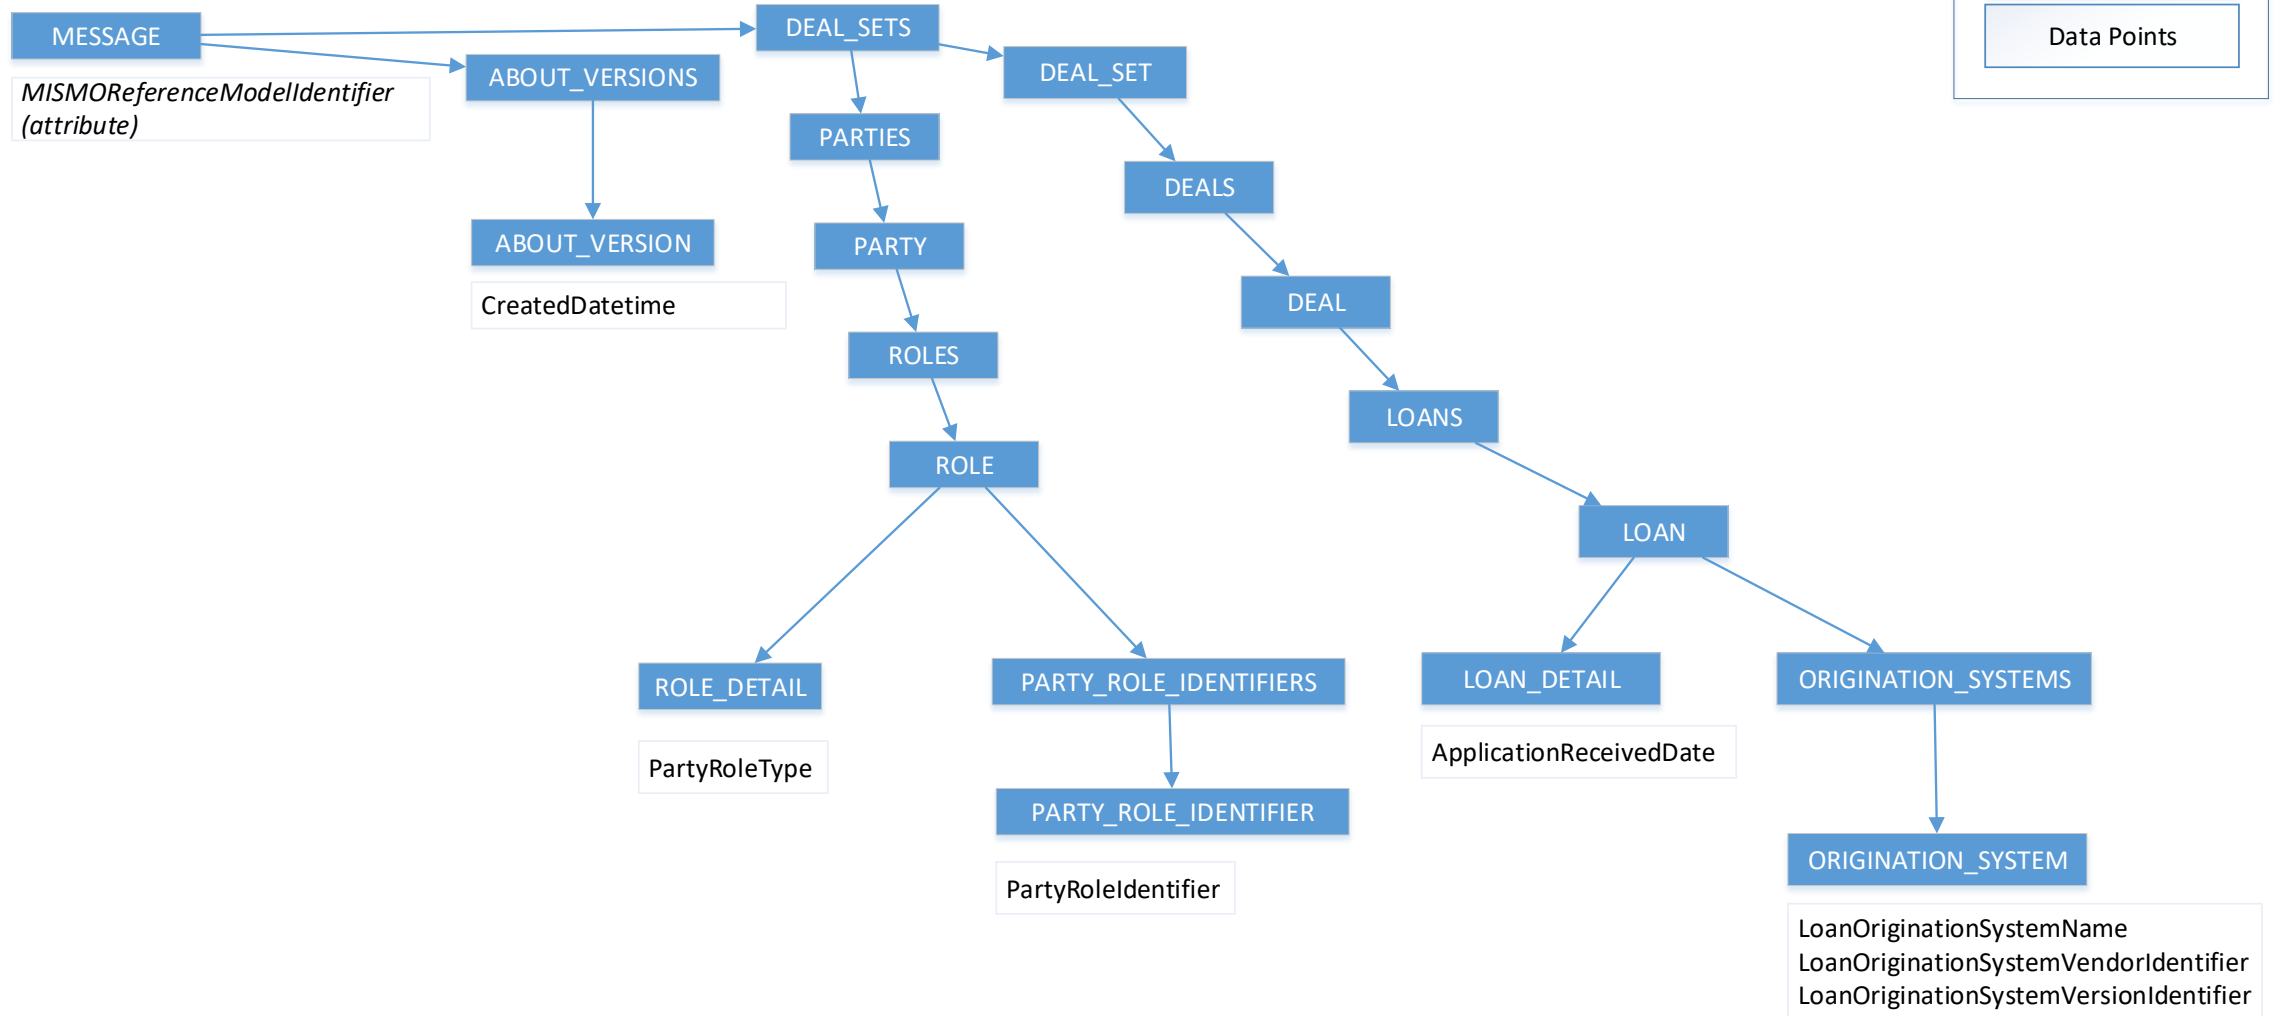 MESSAGE
DEAL_SETS
Data Points
ABOUT_VERSIONS
DEAL_SET
MISMOReferenceModelIdentifier
(attribute)
PARTIES
DEALS
ABOUT_VERSION
PARTY
CreatedDatetime
DEAL
ROLES
LOANS
ROLE
LOAN
ROLE_DETAIL
PARTY_ROLE_IDENTIFIERS
LOAN_DETAIL
ORIGINATION_SYSTEMS
PartyRoleType
ApplicationReceivedDate
PARTY_ROLE_IDENTIFIER
ORIGINATION_SYSTEM
PartyRoleIdentifier
LoanOriginationSystemName
LoanOriginationSystemVendorIdentifier
LoanOriginationSystemVersionIdentifier